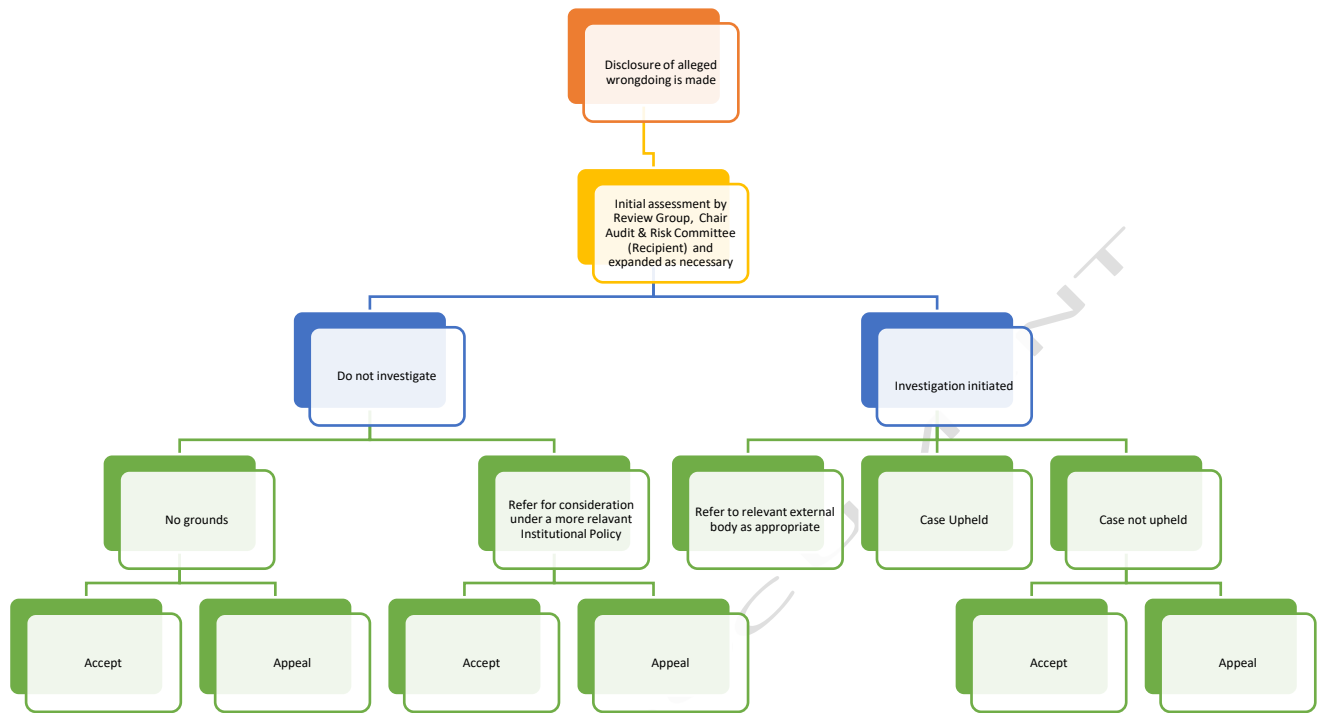 Disclosure of alleged
wrongdoing is made
Initial assessment by
Review Group, Chair
Audit & Risk Committee
(Recipient) and
expanded as necessary
Do not investigate
Investigation initiated
No grounds
Refer for consideration
under a more relavant
Institutional Policy
Refer to relevant external
body as appropriate
Case Upheld
Case not upheld
Accept
Appeal
Accept
Appeal
Accept
Appeal